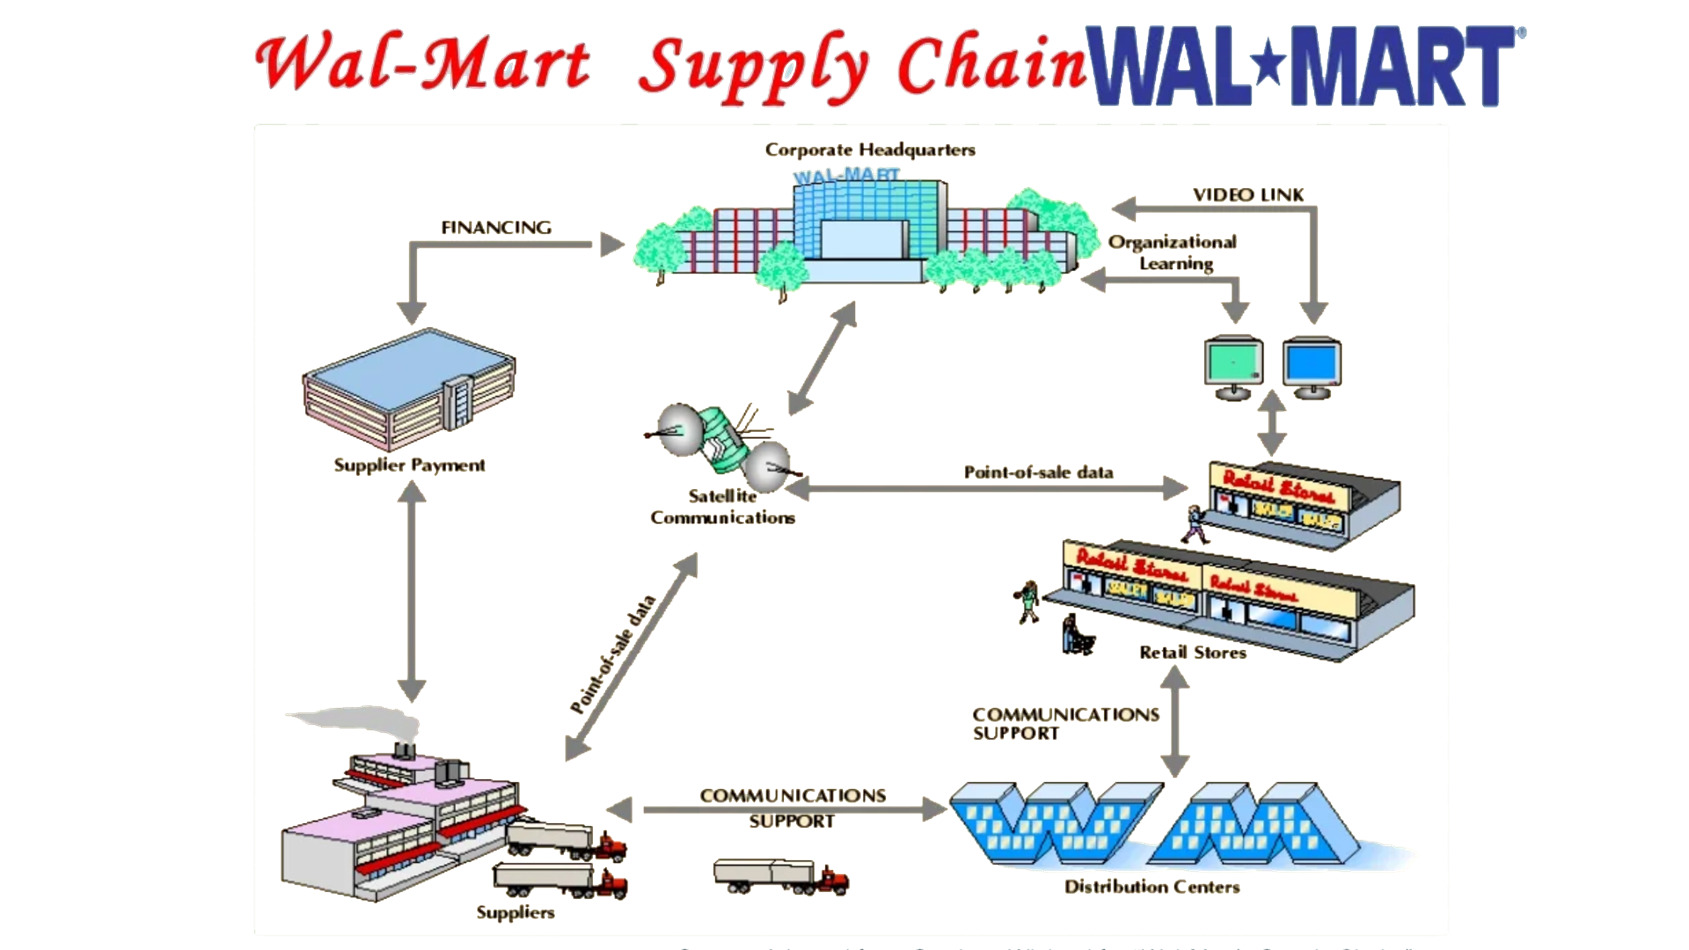 Wal-Mart Supply Chain
WAL★MART®
Corporate Headquarters
WAL-MART
VIDEO LINK
FINANCING
Organizational
Learning
Supplier Payment
Point-of-sale data
Retail Stores
Satellite
Communications
Retail Stores
Retail Stores
Point-of-sale data
Retail Stores
COMMUNICATIONS
SUPPORT
COMMUNICATIONS
SUPPORT
WM
Distribution Centers
Suppliers